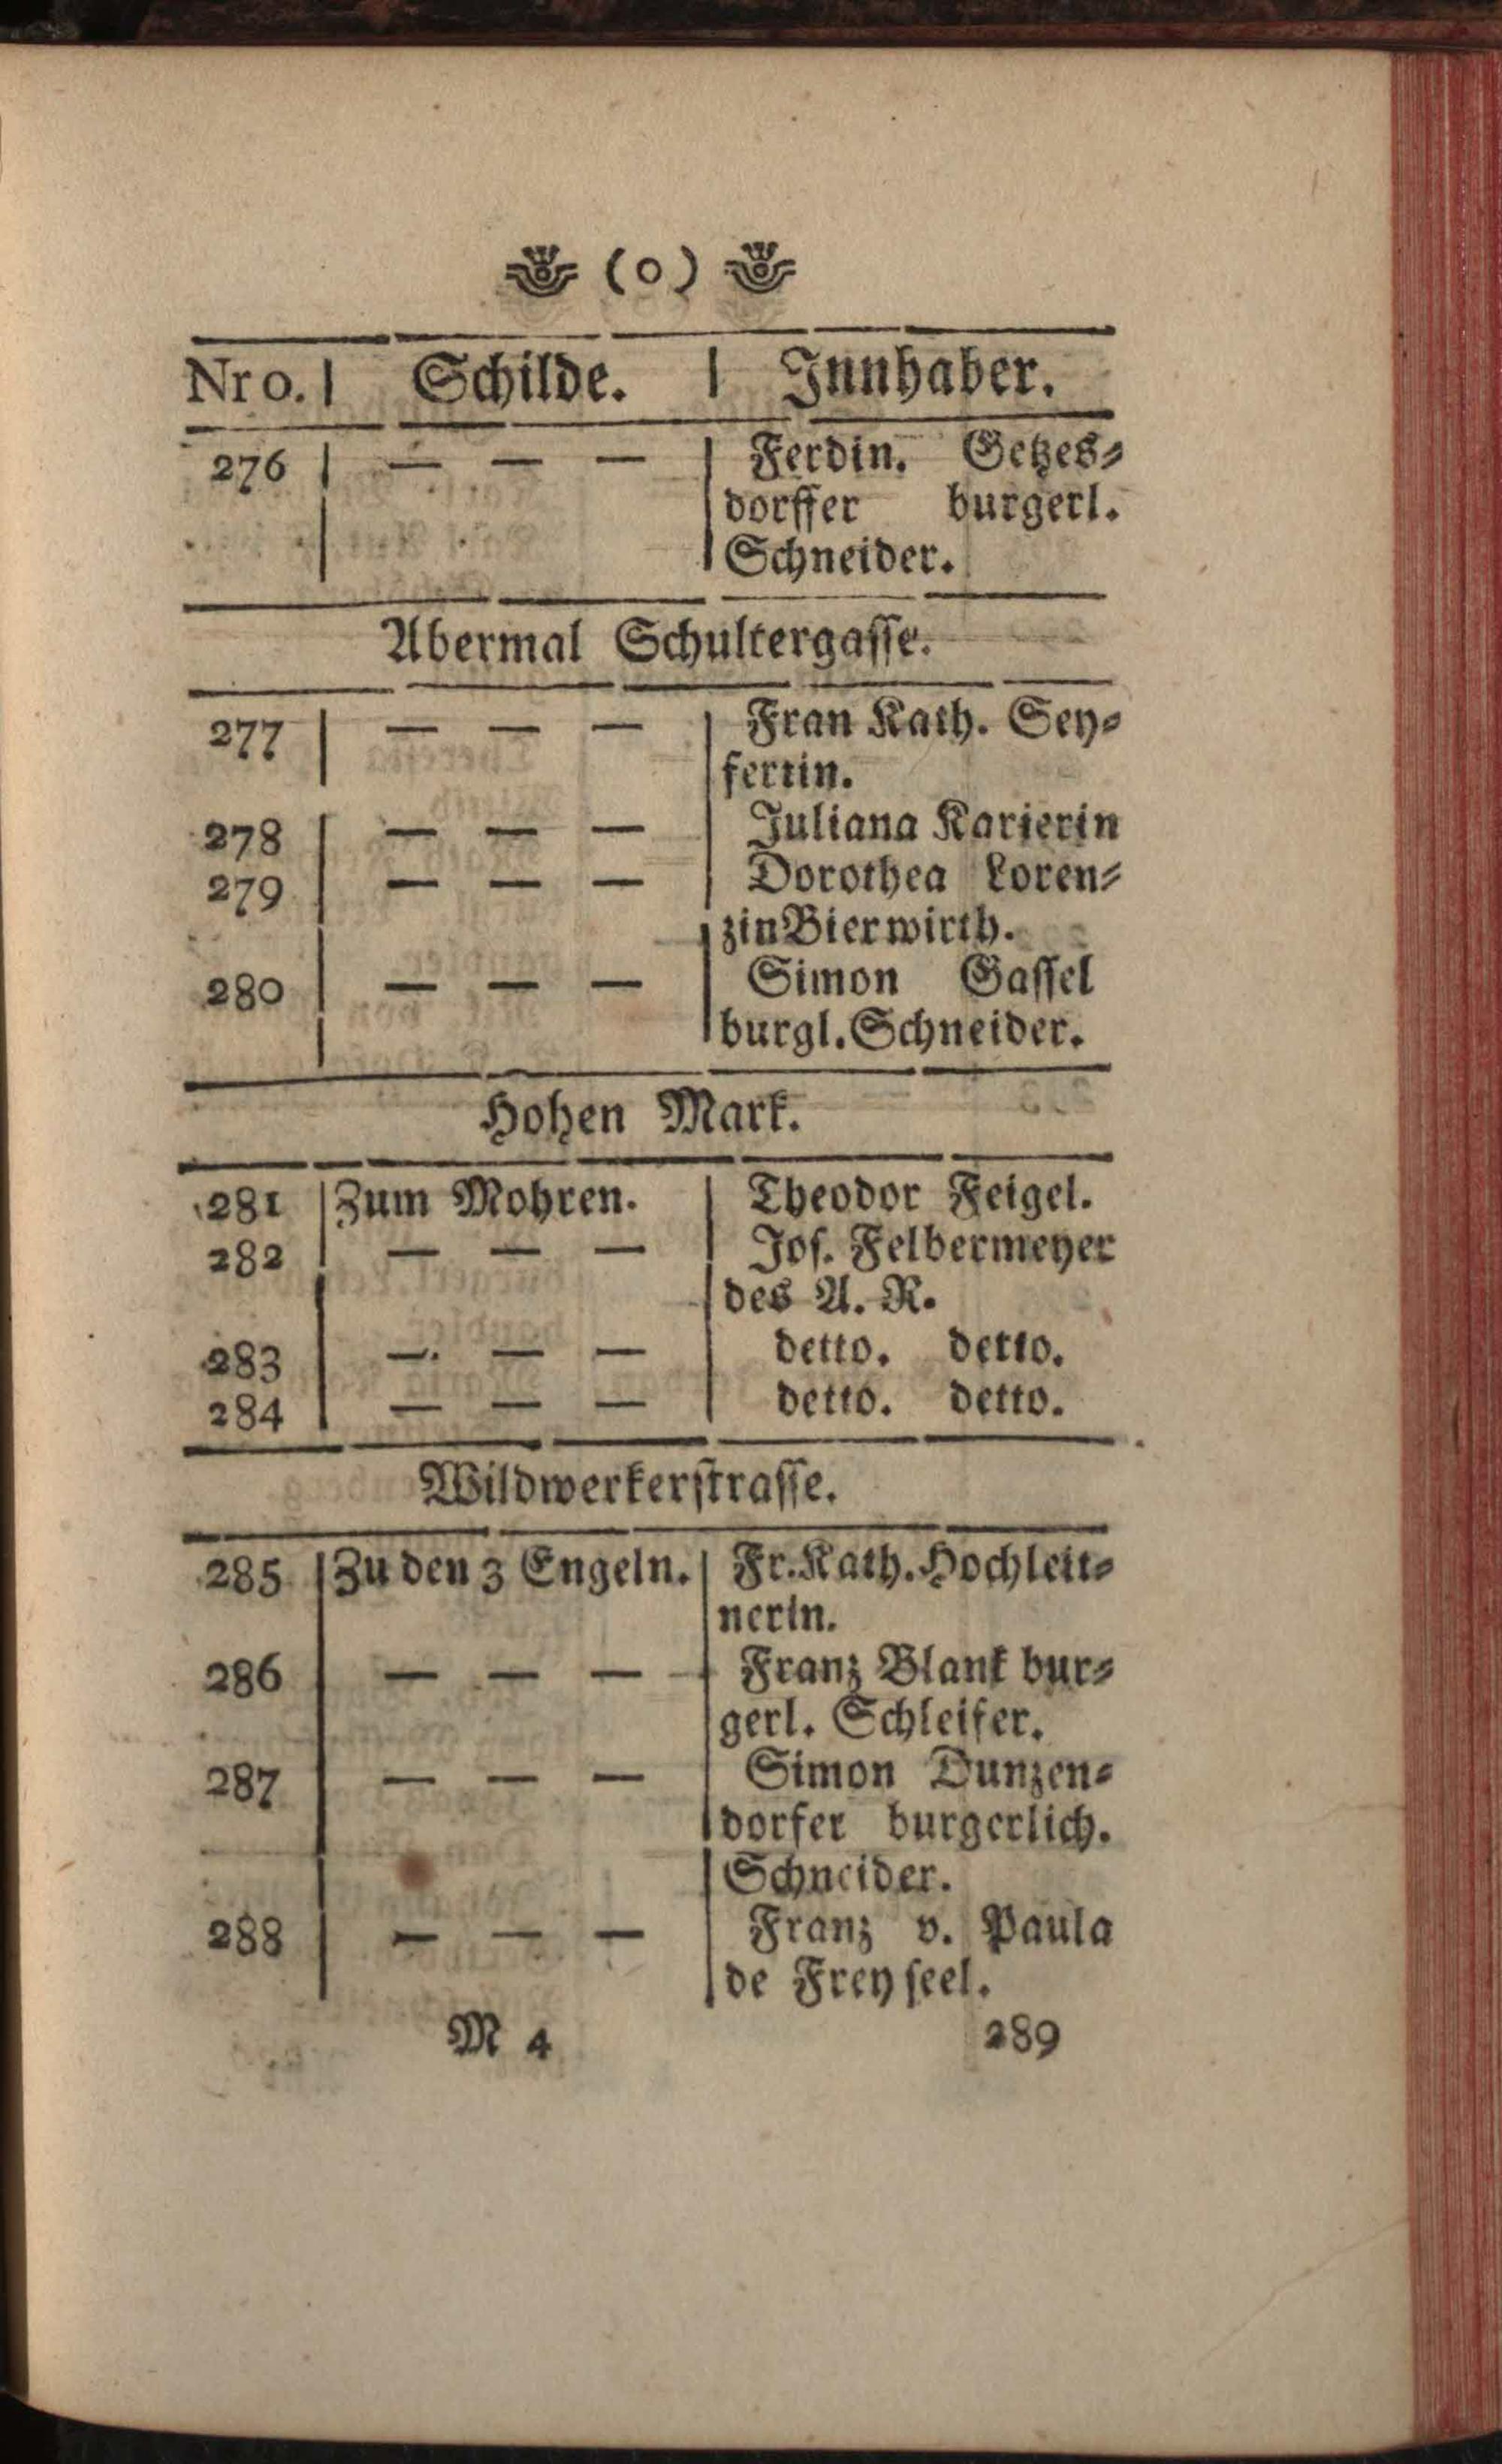 (o)
Nro. | Schilde. | Innhaber.
276 | — — — | Ferdin. Getzes-
dorffer burgerl.
Schneider.
Abermal Schultergasse.
277 | — — — | Fran Kath. Sey-
fertin.
278 | — — — | Juliana Karierin
279 | — — — | Dorothea Loren-
zin Bierwirth.
280 | — — — | Simon Gassel
burgl. Schneider.
Hohen Mark.
281 | Zum Mohren. | Theodor Feigel.
282 | — — — | Jos. Felbermeyer
des A. R.
283 | — — — | detto. detto.
284 | — — — | detto. detto.
Wildwerkerstrasse.
285 | Zu den 3 Engeln. | Fr. Kath. Hochleit-
nerin.
286 | — — — | Franz Blank bur-
gerl. Schleifer.
287 | — — — | Simon Dunzen-
dorfer burgerlich.
Schneider.
288 | — — — | Franz v. Paula
de Freyseel.
M 4 289